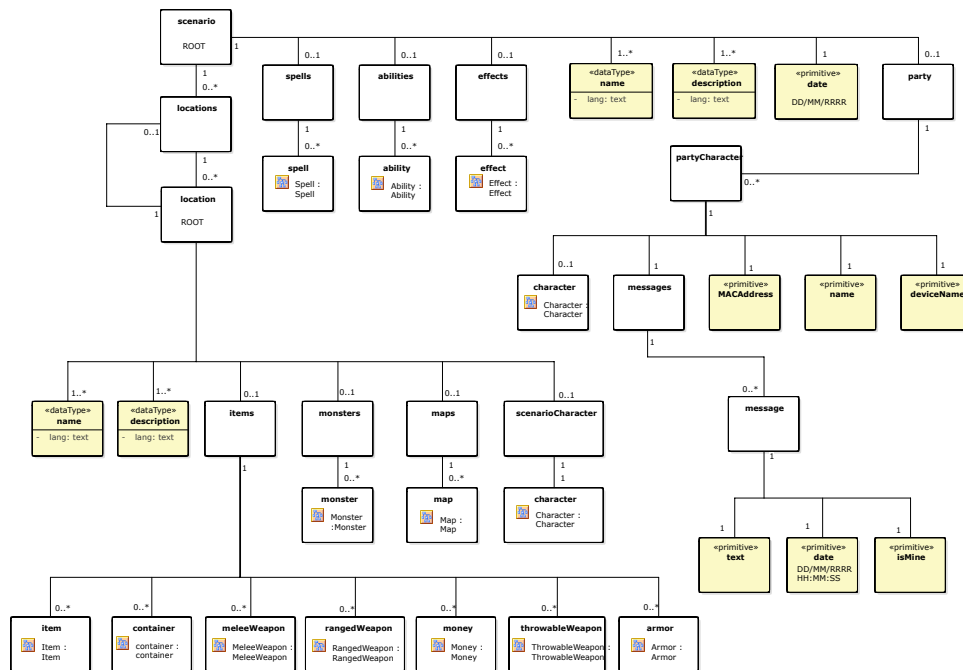 scenario
ROOT
1
1
0..1
0..1
0..1
1..*
1..*
1
0..1
spells
abilities
effects
«dataType»
name
- lang: text
«dataType»
description
- lang: text
«primitive»
date
DD/MM/RRRR
party
0..*
locations
0..1
1
1
1
1
1
0..*
0..*
0..*
0..*
spell
Spell :
Spell
ability
Ability :
Ability
effect
Effect :
Effect
partyCharacter
0..*
location
ROOT
1
1
0..1
1
1
1
1
character
Character :
Character
messages
«primitive»
MACAddress
«primitive»
name
«primitive»
deviceName
1
0..*
1..*
1..*
0..1
0..1
0..1
0..1
«dataType»
name
- lang: text
«dataType»
description
- lang: text
items
monsters
maps
scenarioCharacter
message
1
1
1
1
1
0..*
0..*
1
monster
Monster
:Monster
map
Map :
Map
character
Character :
Character
1
1
1
«primitive»
text
«primitive»
date
DD/MM/RRRR
HH:MM:SS
«primitive»
isMine
0..*
0..*
0..*
0..*
0..*
0..*
0..*
item
Item :
Item
container
container :
container
meleeWeapon
MeleeWeapon :
MeleeWeapon
rangedWeapon
RangedWeapon :
RangedWeapon
money
Money :
Money
throwableWeapon
ThrowableWeapon :
ThrowableWeapon
armor
Armor :
Armor